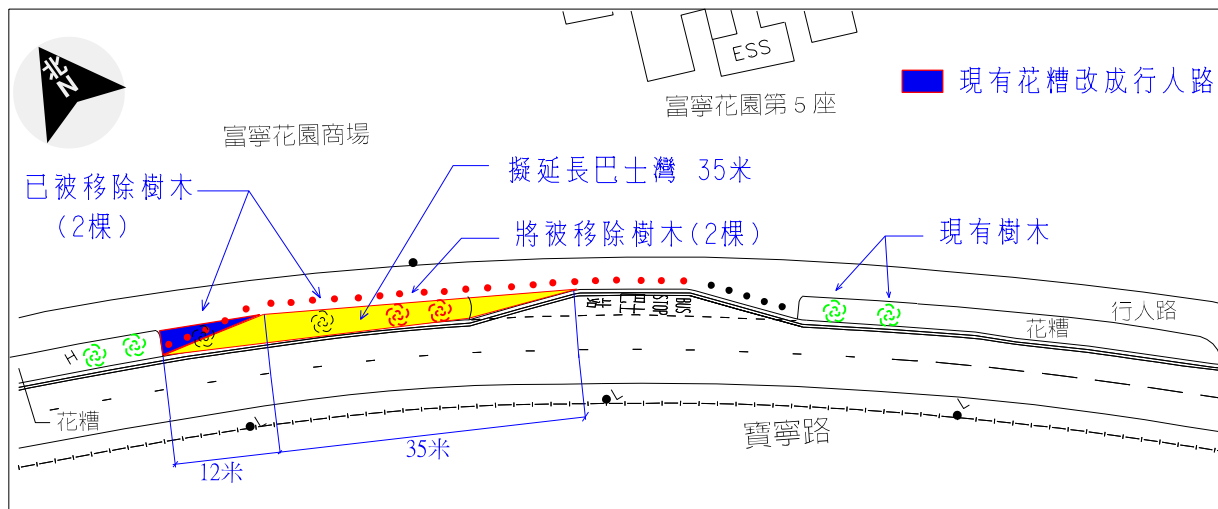 北
N
ESS
現有花糟改成行人路
富寧花園第 5 座
富寧花園商場
擬延長巴士灣 35米
已被移除樹木
(2棵)
將被移除樹木(2棵)
現有樹木
巴士站
BUS STOP
行人路
花糟
H
花糟
寶寧路
35米
12米